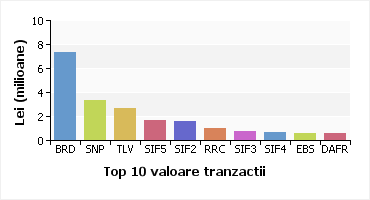 Lei (milioane)
10
8
6
4
2
0
BRD SNP TLV SIF5 SIF2 RRC SIF3 SIF4 EBS DAFR
Top 10 valoare tranzactii